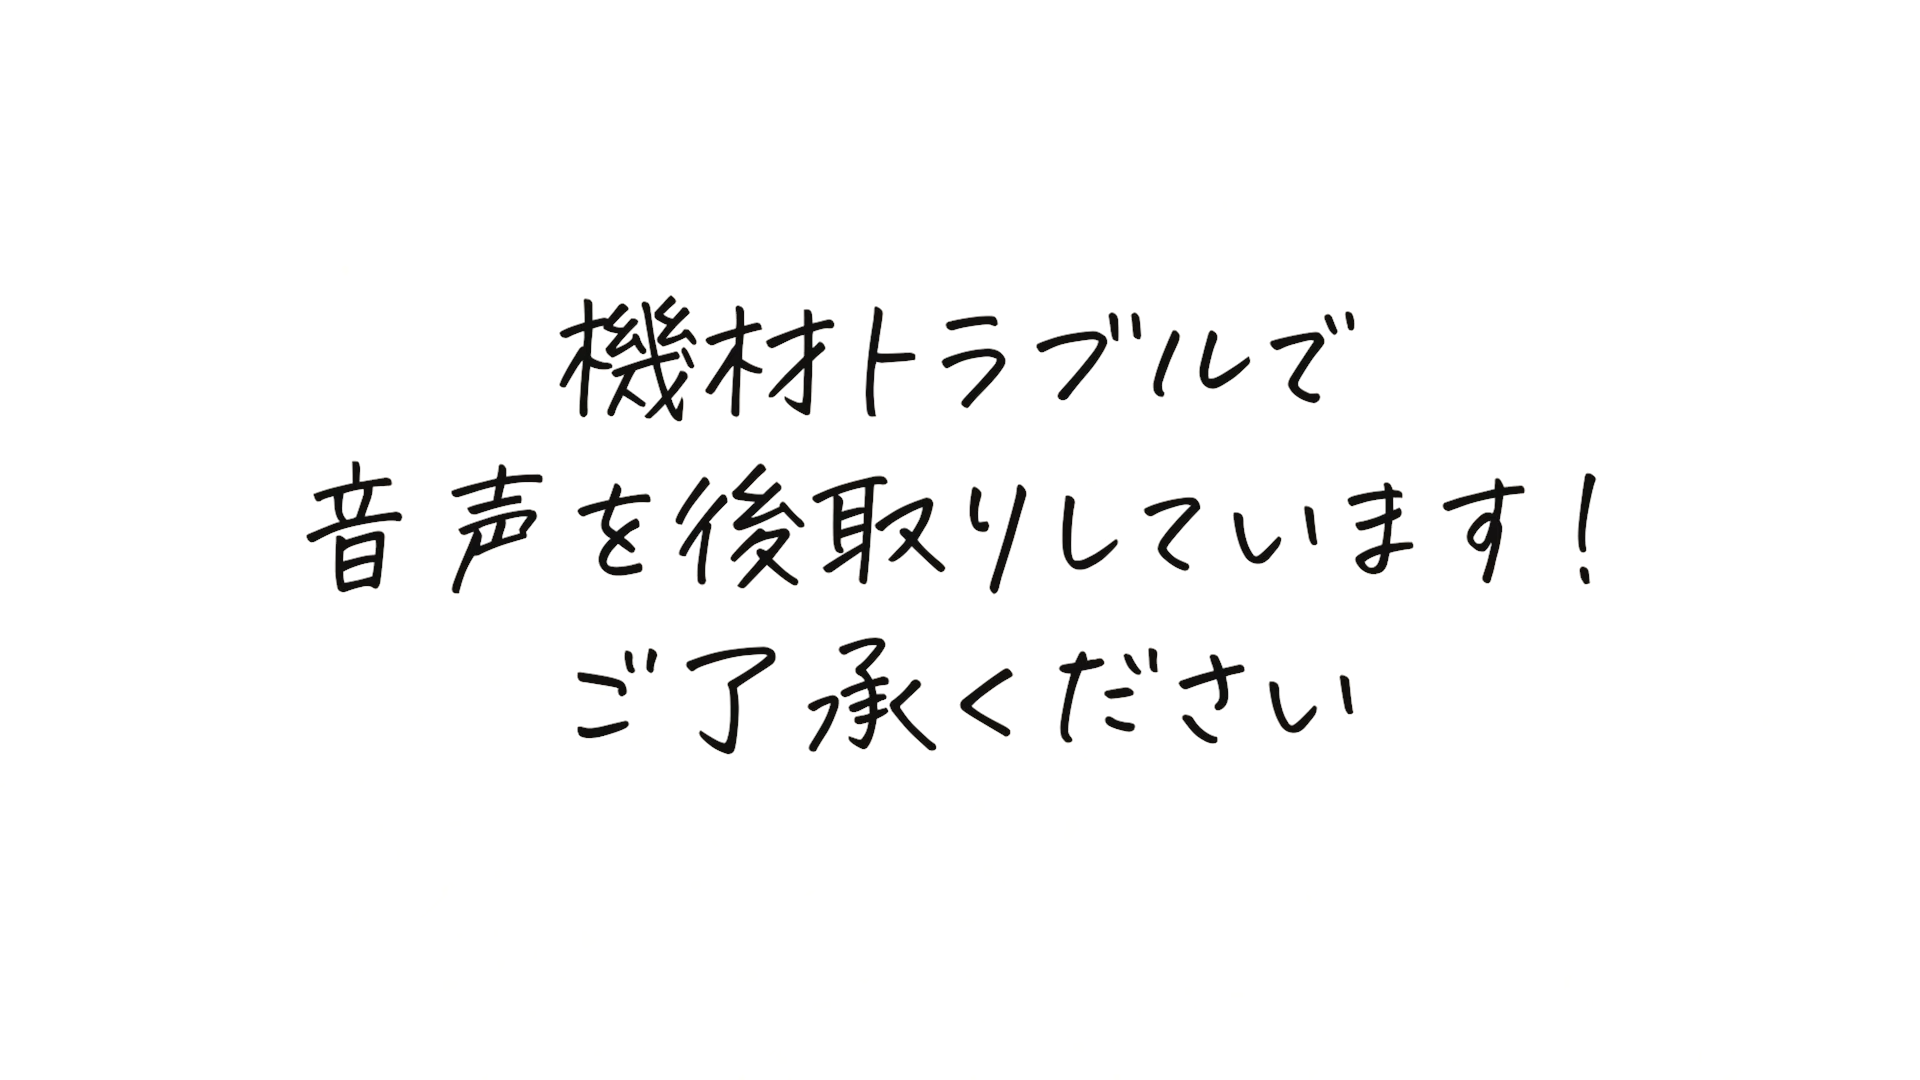 機材トラブルで
音声を後取りしています!
ご了承ください